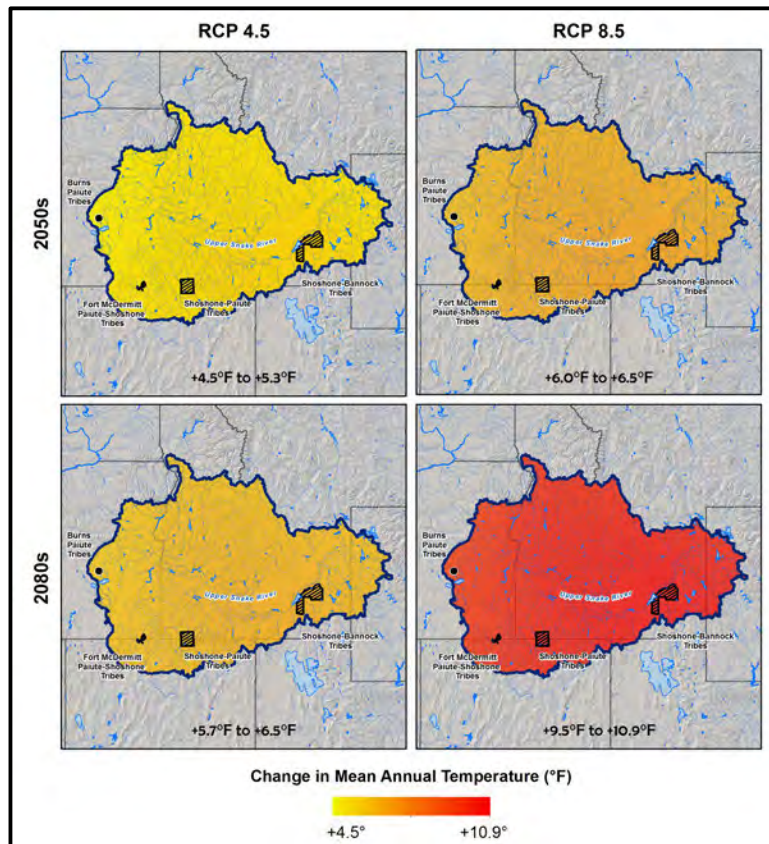 RCP 4.5
RCP 8.5
2050s
Burns
Paiute
Tribes
Upper Snake River
Fort McDermitt
Paiute-Shoshone
Tribes
Shoshone-Paiute
Tribes
Shoshone-Bannock
Tribes
+4.5°F to +5.3°F
Burns
Paiute
Tribes
Upper Snake River
Fort McDermitt
Paiute-Shoshone
Tribes
Shoshone-Paiute
Tribes
Shoshone-Bannock
Tribes
+6.0°F to +6.5°F
2080s
Burns
Paiute
Tribes
Upper Snake River
Fort McDermitt
Paiute-Shoshone
Tribes
Shoshone-Paiute
Tribes
Shoshone-Bannock
Tribes
+5.7°F to +6.5°F
Burns
Paiute
Tribes
Upper Snake River
Fort McDermitt
Paiute-Shoshone
Tribes
Shoshone-Paiute
Tribes
Shoshone-Bannock
Tribes
+9.5°F to +10.9°F
Change in Mean Annual Temperature (°F)
+4.5°
+10.9°